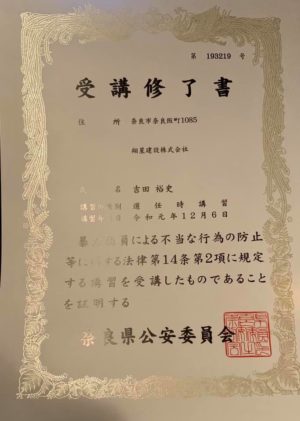 第 193219 号
受講修了書
住 所 奈良市奈良阪町1085
翔星建設株式会社
氏 名 吉田 裕史
講習の種別 選任時講習
講習年月日 令和元年12月6日
暴力団員による不当な行為の防止
等に関する法律第14条第2項に規定
する講習を受講したものであること
を証明する
奈良県公安委員会